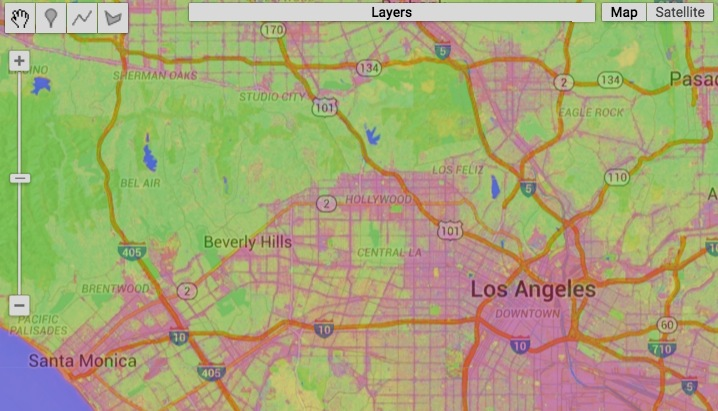 Layers
Map
Satellite
170
5
134
2
134
Pasad
CINO
SHERMAN OAKS
STUDIO CITY
101
EAGLE ROCK
BEL AIR
LOS FELIZ
110
5
2
HOLLYWOOD
A
101
Beverly Hills
405
CENTRAL LA
10
BRENTWOOD
2
Los Angeles
DOWNTOWN
PACIFIC
PALISADES
10
10
60
10
710
Santa Monica
405
5